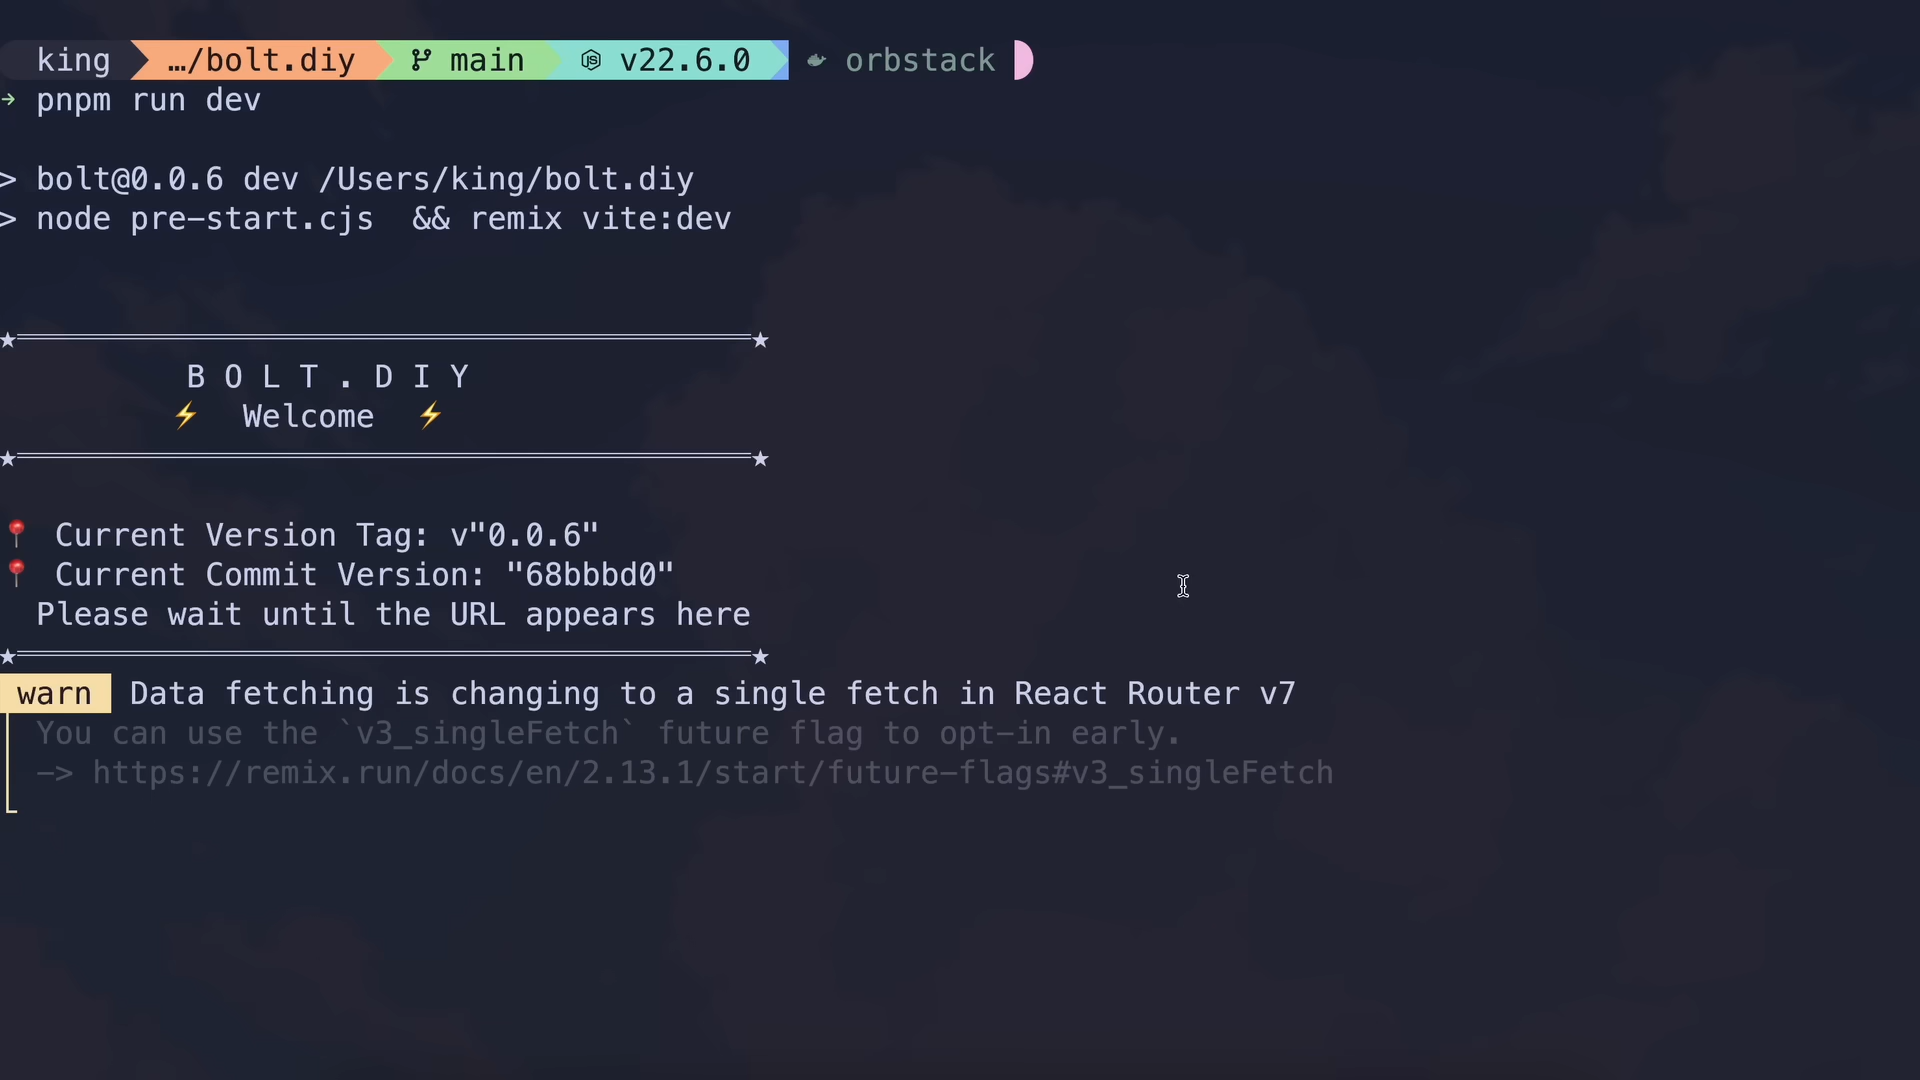 king …/bolt.diy main v22.6.0 orbstack
→ pnpm run dev
> bolt@0.0.6 dev /Users/king/bolt.diy
> node pre-start.cjs  && remix vite:dev
★═══════════════════════════════════════★
B O L T . D I Y
⚡ Welcome ⚡
★═══════════════════════════════════════★
📍 Current Version Tag: v"0.0.6"
📍 Current Commit Version: "68bbbd0"
Please wait until the URL appears here
★═══════════════════════════════════════★
warn Data fetching is changing to a single fetch in React Router v7
You can use the `v3_singleFetch` future flag to opt-in early.
-> https://remix.run/docs/en/2.13.1/start/future-flags#v3_singleFetch